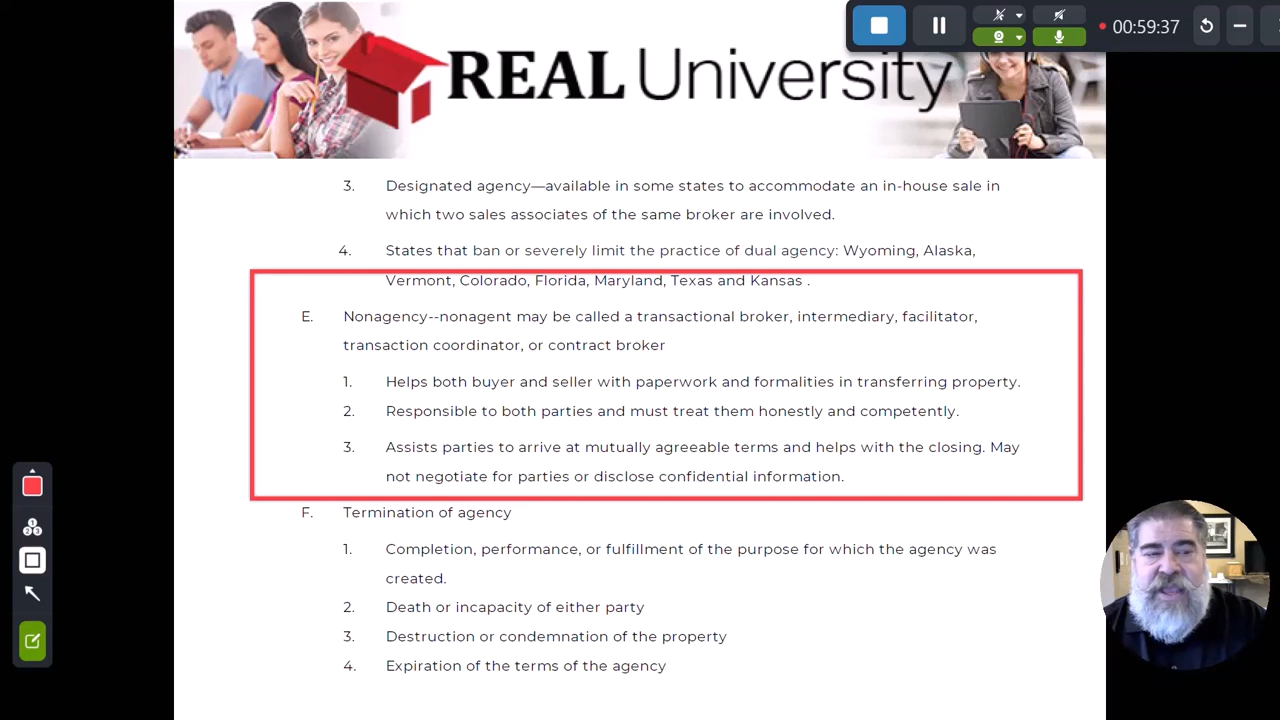 00:59:37
REAL University
3. Designated agency—available in some states to accommodate an in-house sale in
which two sales associates of the same broker are involved.
4. States that ban or severely limit the practice of dual agency: Wyoming, Alaska,
Vermont, Colorado, Florida, Maryland, Texas and Kansas .
E. Nonagency--nonagent may be called a transactional broker, intermediary, facilitator,
transaction coordinator, or contract broker
1. Helps both buyer and seller with paperwork and formalities in transferring property.
2. Responsible to both parties and must treat them honestly and competently.
3. Assists parties to arrive at mutually agreeable terms and helps with the closing. May
not negotiate for parties or disclose confidential information.
F. Termination of agency
1. Completion, performance, or fulfillment of the purpose for which the agency was
created.
2. Death or incapacity of either party
3. Destruction or condemnation of the property
4. Expiration of the terms of the agency